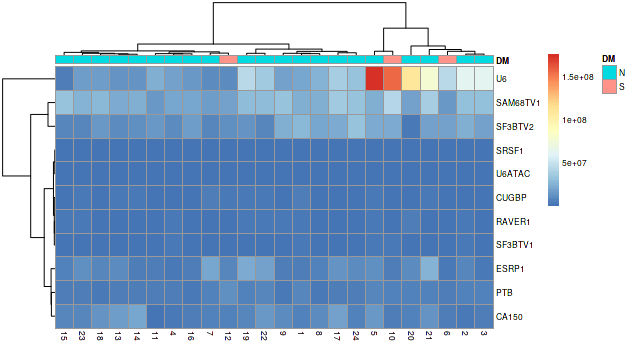 DM
DM
N
S
U6
SAM68TV1
SF3BTV2
SRSF1
U6ATAC
CUGBP
RAVER1
SF3BTV1
ESRP1
PTB
CA150
1.5e+08
1e+08
5e+07
15 23 18 13 14 11 4 16 7 12 19 22 9 1 8 17 24 5 10 20 21 6 2 3